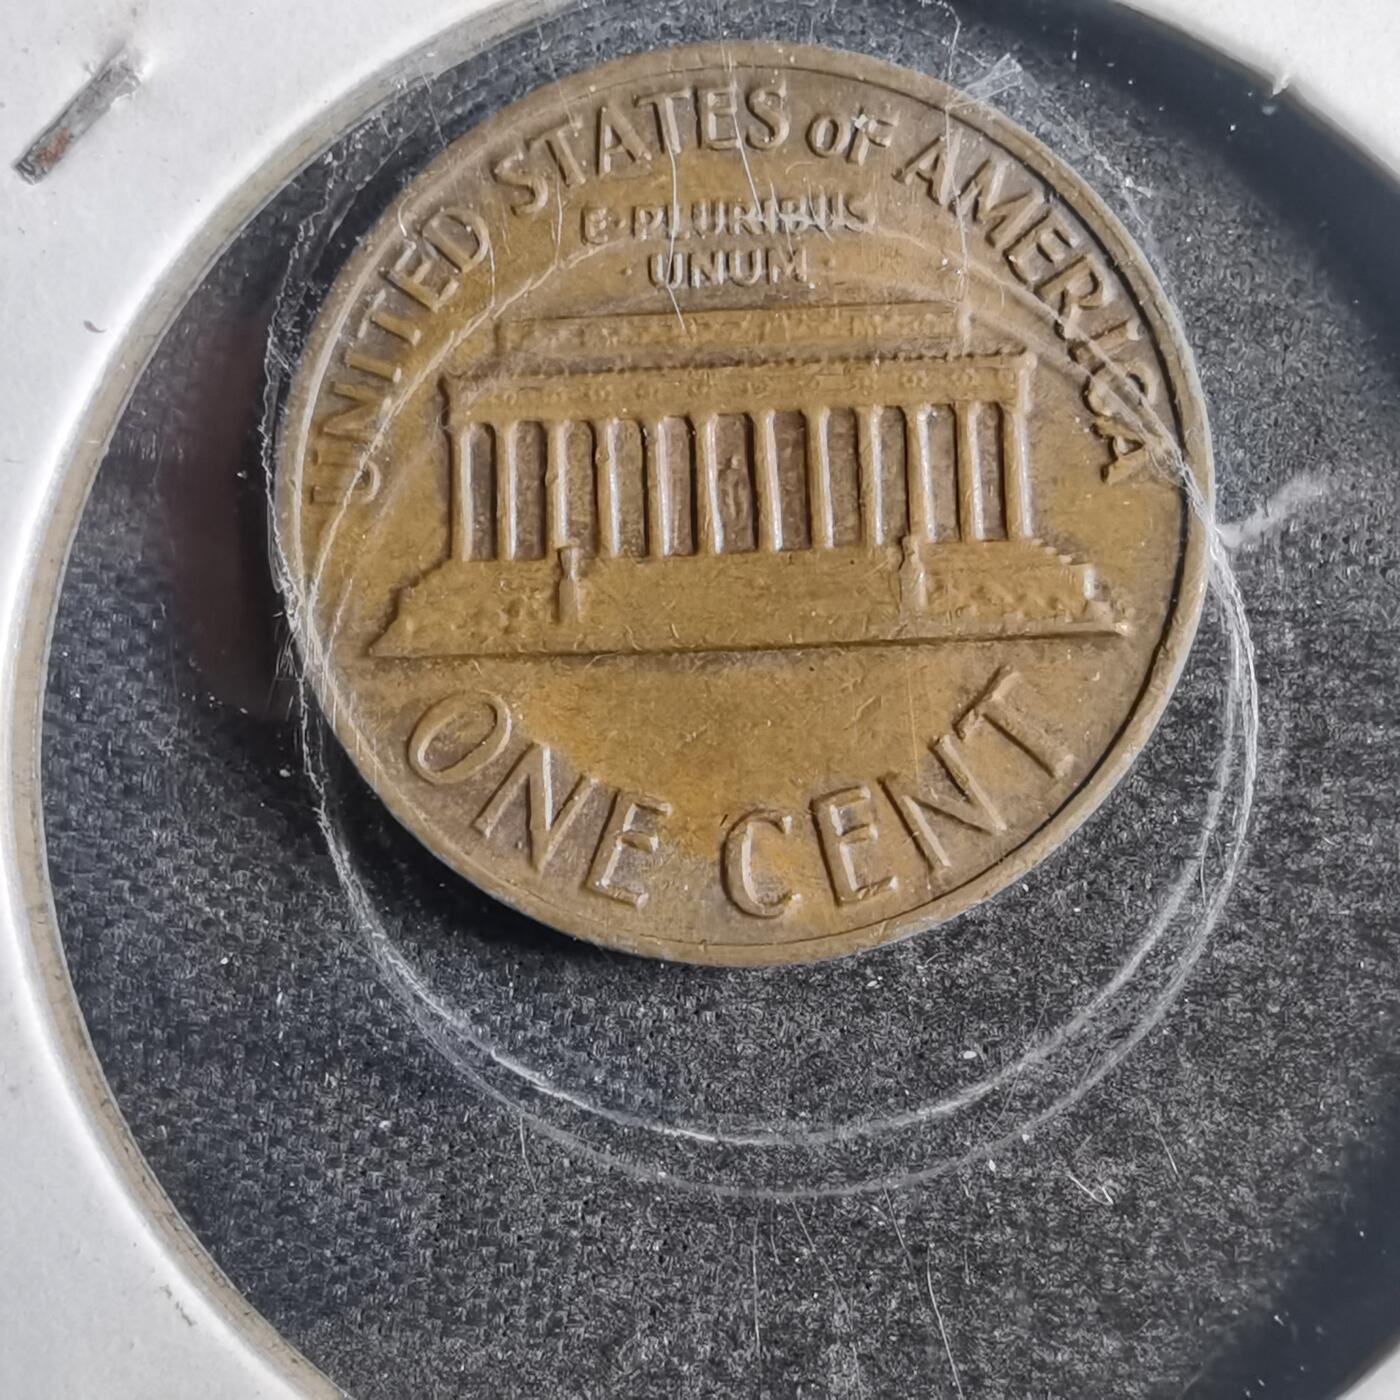 UNITED STATES of AMERICA
E·PLURIBUS
UNUM
ONE CENT